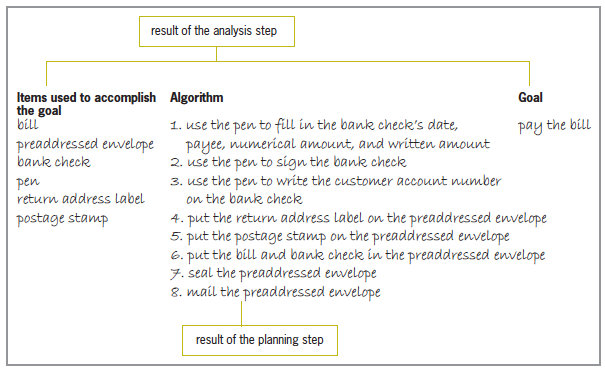 result of the analysis step
Items used to accomplish
the goal
bill
preaddressed envelope
bank check
pen
return address label
postage stamp
Algorithm
1. use the pen to fill in the bank check's date,
payee, numerical amount, and written amount
2. use the pen to sign the bank check
3. use the pen to write the customer account number
on the bank check
4. put the return address label on the preaddressed envelope
5. put the postage stamp on the preaddressed envelope
6. put the bill and bank check in the preaddressed envelope
7. seal the preaddressed envelope
8. mail the preaddressed envelope
Goal
pay the bill
result of the planning step